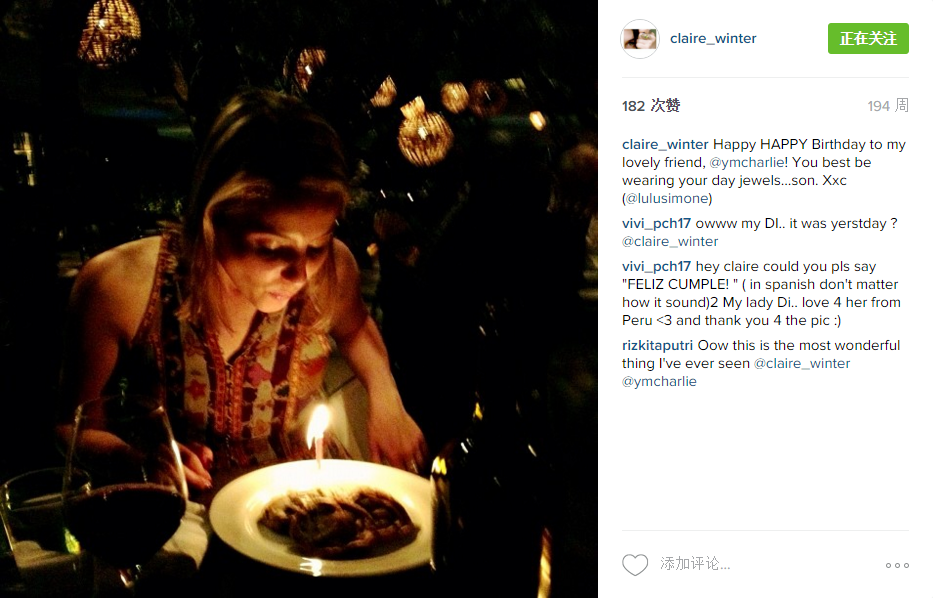 claire_winter
正在关注
182 次赞
194 周
claire_winter Happy HAPPY Birthday to my
lovely friend, @ymcharlie! You best be
wearing your day jewels...son. Xxc
(@lulusimone)
vivi_pch17 owww my DI.. it was yerstday ?
@claire_winter
vivi_pch17 hey claire could you pls say
"FELIZ CUMPLE! " ( in spanish don't matter
how it sound)2 My lady Di.. love 4 her from
Peru <3 and thank you 4 the pic :)
rizkitaputri Oow this is the most wonderful
thing I've ever seen @claire_winter
@ymcharlie
添加评论...